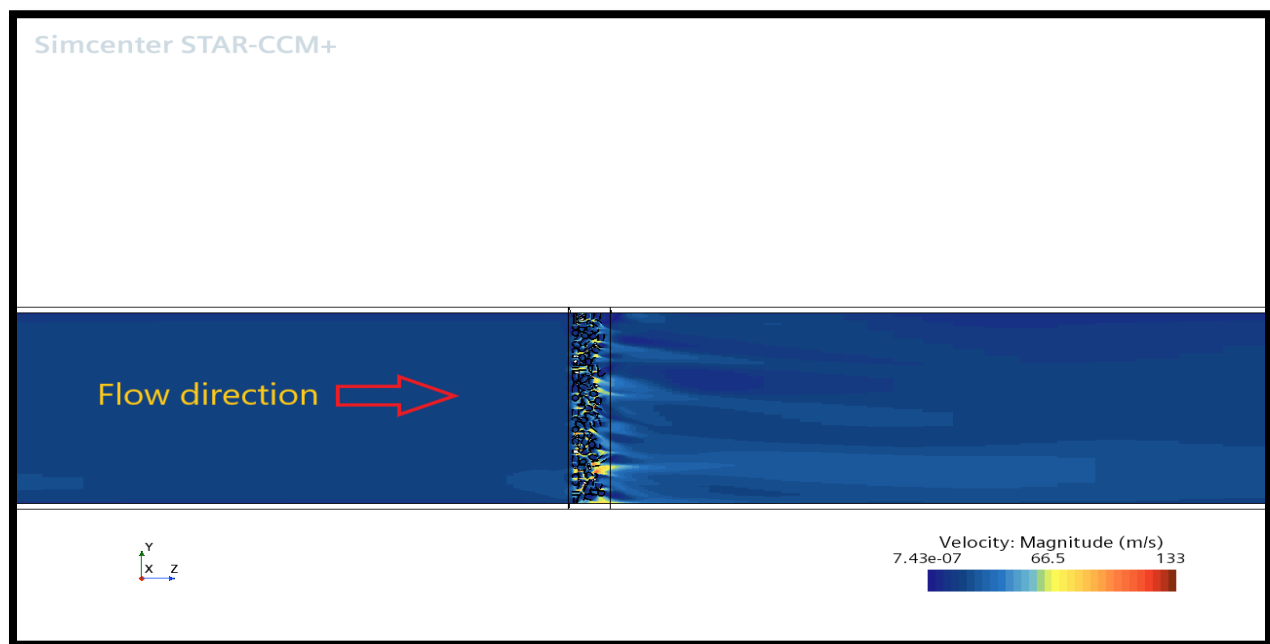 Simcenter STAR-CCM+
Flow direction
Y
X Z
Velocity: Magnitude (m/s)
7.43e-07 66.5 133